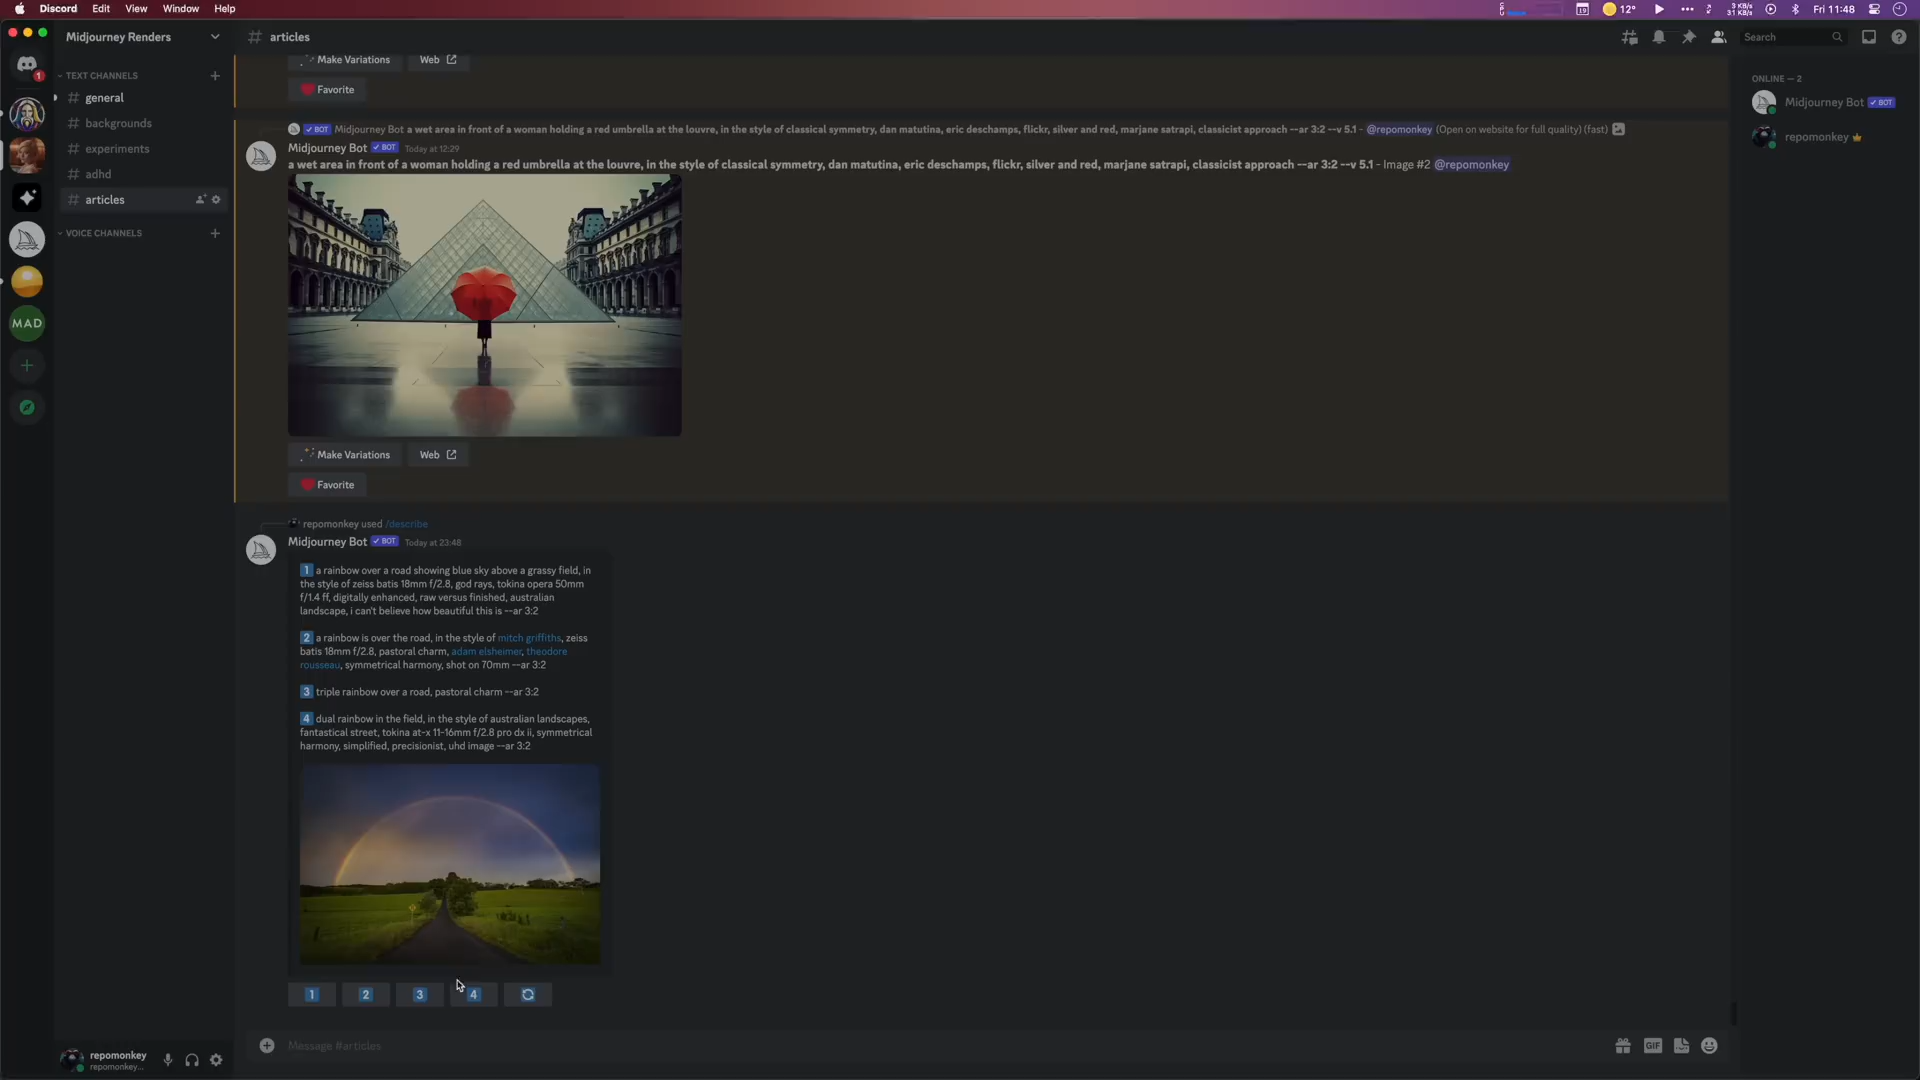 Discord Edit View Window Help
19 12° 3 KB/s 31 KB/s Fri 11:48
Midjourney Renders
# articles
Search
TEXT CHANNELS
# general
# backgrounds
# experiments
# adhd
# articles
VOICE CHANNELS
1
MAD
Make Variations Web
Favorite
BOT Midjourney Bot a wet area in front of a woman holding a red umbrella at the louvre, in the style of classical symmetry, dan matutina, eric deschamps, flickr, silver and red, marjane satrapi, classicist approach --ar 3:2 --v 5.1 - @repomonkey (Open on website for full quality) (fast)
Midjourney Bot BOT Today at 12:29
a wet area in front of a woman holding a red umbrella at the louvre, in the style of classical symmetry, dan matutina, eric deschamps, flickr, silver and red, marjane satrapi, classicist approach --ar 3:2 --v 5.1 - Image #2 @repomonkey
Make Variations Web
Favorite
repomonkey used /describe
Midjourney Bot BOT Today at 23:48
1 a rainbow over a road showing blue sky above a grassy field, in
the style of zeiss batis 18mm f/2.8, god rays, tokina opera 50mm
f/1.4 ff, digitally enhanced, raw versus finished, australian
landscape, i can't believe how beautiful this is --ar 3:2
2 a rainbow is over the road, in the style of mitch griffiths, zeiss
batis 18mm f/2.8, pastoral charm, adam elsheimer, theodore
rousseau, symmetrical harmony, shot on 70mm --ar 3:2
3 triple rainbow over a road, pastoral charm --ar 3:2
4 dual rainbow in the field, in the style of australian landscapes,
fantastical street, tokina at-x 11-16mm f/2.8 pro dx ii, symmetrical
harmony, simplified, precisionist, uhd image --ar 3:2
1 2 3 4
Message #articles
GIF
repomonkey
repomonkey...
ONLINE — 2
Midjourney Bot BOT
repomonkey